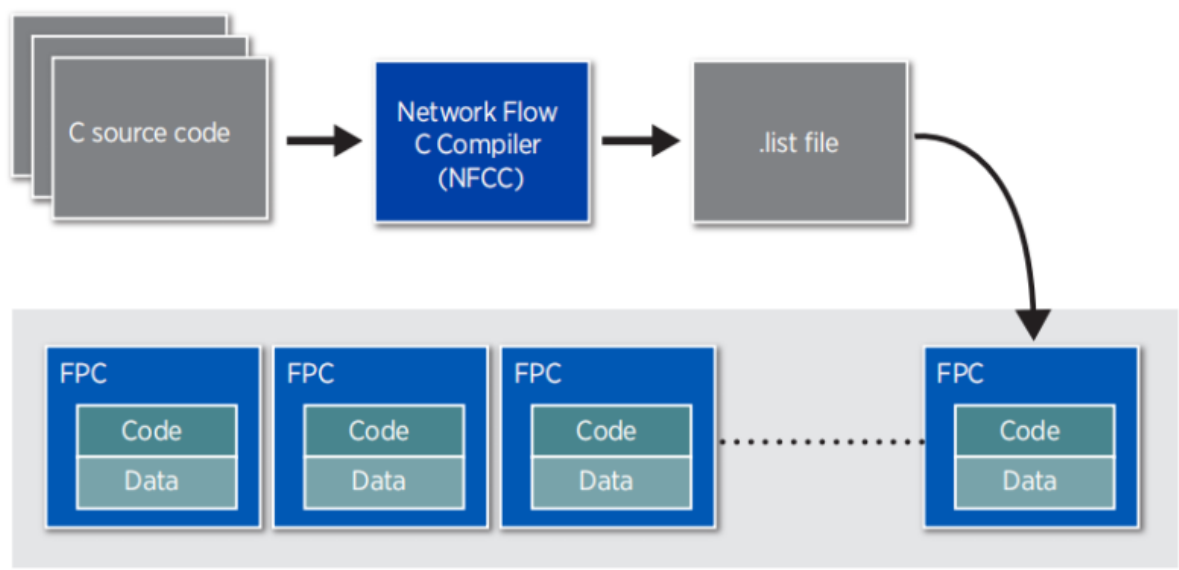 C source code
Network Flow
C Compiler
(NFCC)
.list file
FPC
Code
Data
FPC
Code
Data
FPC
Code
Data
FPC
Code
Data